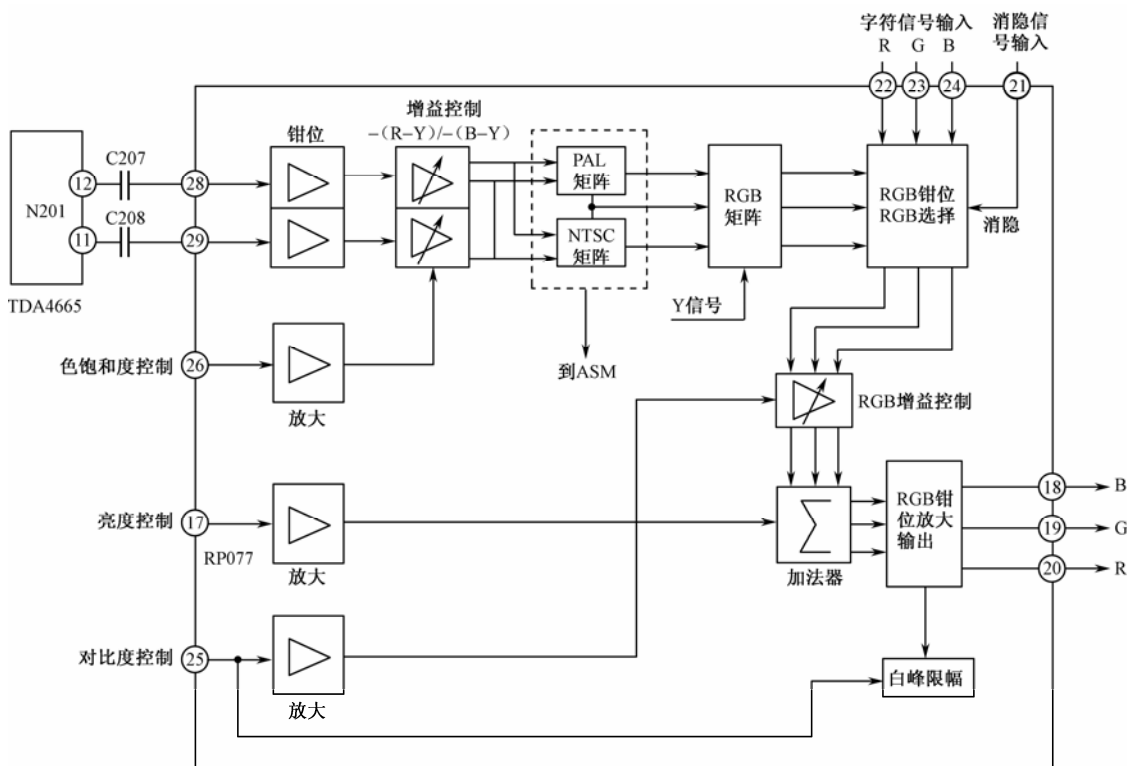 字符信号输入
R G B
消隐信
号输入
22
23
24
21
增益控制
-(R-Y)/-(B-Y)
钳位
C207
12
28
N201
C208
11
29
TDA4665
PAL
矩阵
NTSC
矩阵
RGB
矩阵
RGB钳位
RGB选择
消隐
Y信号
到ASM
色饱和度控制
26
放大
RGB增益控制
亮度控制
17
RP077
放大
∑
加法器
RGB钳
位放大
输出
18
B
19
G
20
R
对比度控制
25
放大
白峰限幅